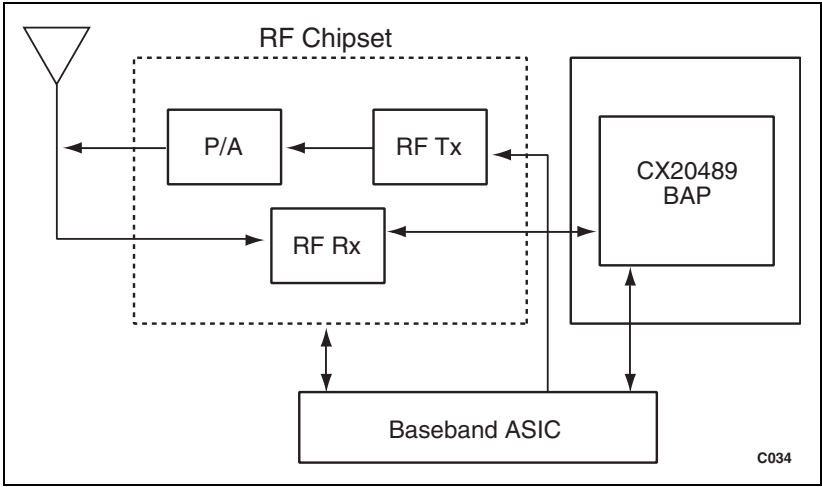 RF Chipset
P/A
RF Tx
CX20489
BAP
RF Rx
Baseband ASIC
C034